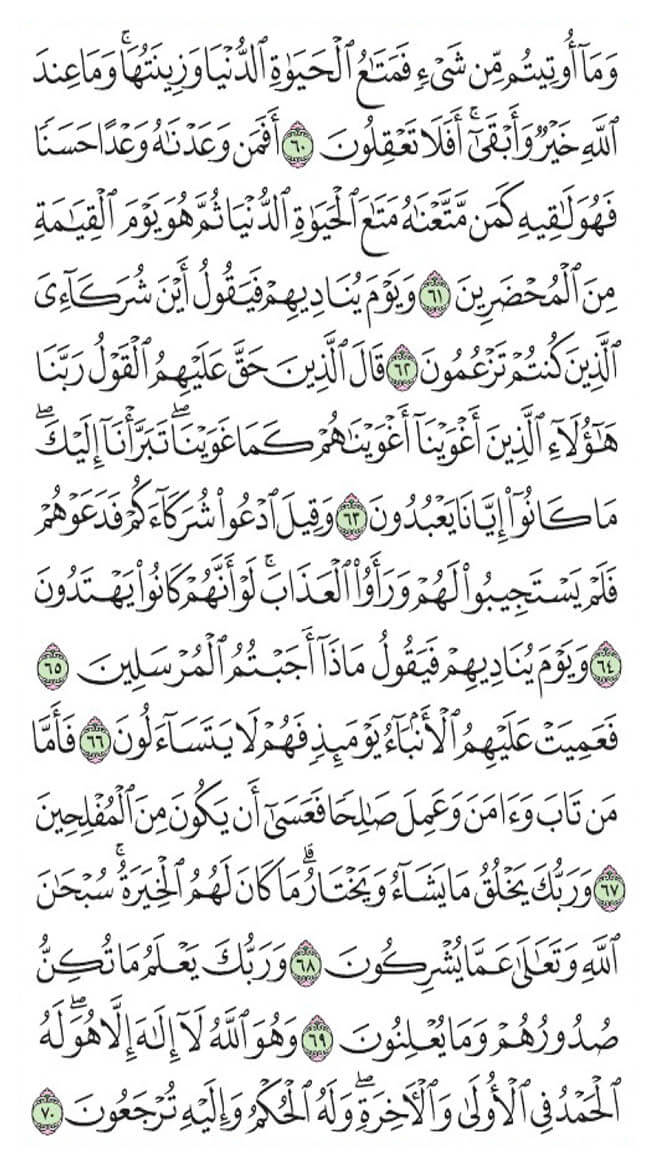 وَمَآ أُوتِيتُم مِّن شَىْءٍ فَمَتَٰعُ ٱلْحَيَوٰةِ ٱلدُّنْيَا وَزِينَتُهَا ۚ وَمَا عِندَ
ٱللَّهِ خَيْرٌ وَأَبْقَىٰٓ ۚ أَفَلَا تَعْقِلُونَ ٦٠ أَفَمَن وَعَدْنَٰهُ وَعْدًا حَسَنًا
فَهُوَ لَٰقِيهِ كَمَن مَّتَّعْنَٰهُ مَتَٰعَ ٱلْحَيَوٰةِ ٱلدُّنْيَا ثُمَّ هُوَ يَوْمَ ٱلْقِيَٰمَةِ
مِنَ ٱلْمُحْضَرِينَ ٦١ وَيَوْمَ يُنَادِيهِمْ فَيَقُولُ أَيْنَ شُرَكَآءِىَ
ٱلَّذِينَ كُنتُمْ تَزْعُمُونَ ٦٢ قَالَ ٱلَّذِينَ حَقَّ عَلَيْهِمُ ٱلْقَوْلُ رَبَّنَا
هَٰٓؤُلَآءِ ٱلَّذِينَ أَغْوَيْنَآ أَغْوَيْنَٰهُمْ كَمَا غَوَيْنَا ۖ تَبَرَّأْنَآ إِلَيْكَ ۖ
مَا كَانُوٓا۟ إِيَّانَا يَعْبُدُونَ ٦٣ وَقِيلَ ٱدْعُوا۟ شُرَكَآءَكُمْ فَدَعَوْهُمْ
فَلَمْ يَسْتَجِيبُوا۟ لَهُمْ وَرَأَوُا۟ ٱلْعَذَابَ ۚ لَوْ أَنَّهُمْ كَانُوا۟ يَهْتَدُونَ
٦٤ وَيَوْمَ يُنَادِيهِمْ فَيَقُولُ مَاذَآ أَجَبْتُمُ ٱلْمُرْسَلِينَ ٦٥
فَعَمِيَتْ عَلَيْهِمُ ٱلْأَنۢبَآءُ يَوْمَئِذٍ فَهُمْ لَا يَتَسَآءَلُونَ ٦٦ فَأَمَّا
مَن تَابَ وَءَامَنَ وَعَمِلَ صَٰلِحًا فَعَسَىٰٓ أَن يَكُونَ مِنَ ٱلْمُفْلِحِينَ
٦٧ وَرَبُّكَ يَخْلُقُ مَا يَشَآءُ وَيَخْتَارُ ۗ مَا كَانَ لَهُمُ ٱلْخِيَرَةُ ۚ سُبْحَٰنَ
ٱللَّهِ وَتَعَٰلَىٰ عَمَّا يُشْرِكُونَ ٦٨ وَرَبُّكَ يَعْلَمُ مَا تُكِنُّ
صُدُورُهُمْ وَمَا يُعْلِنُونَ ٦٩ وَهُوَ ٱللَّهُ لَآ إِلَٰهَ إِلَّا هُوَ ۖ لَهُ
ٱلْحَمْدُ فِى ٱلْأُولَىٰ وَٱلْءَاخِرَةِ ۖ وَلَهُ ٱلْحُكْمُ وَإِلَيْهِ تُرْجَعُونَ ٧٠